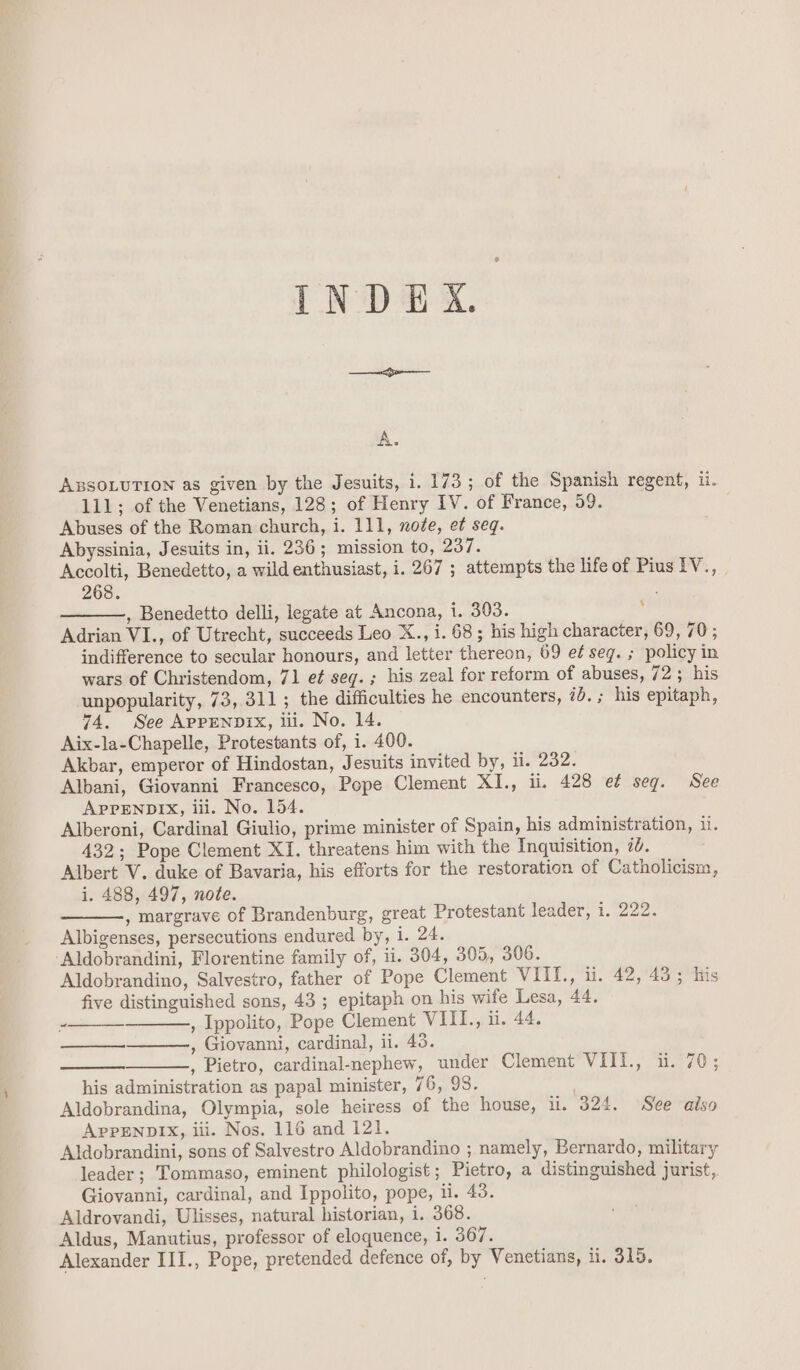 INDEX.
A.
ABSOLUTION as given by the Jesuits, i. 173; of the Spanish regent, ii.
111; of the Venetians, 128; of Henry IV. of France, 59.
Abuses of the Roman church, i. 111, note, et seq.
Abyssinia, Jesuits in, ii. 236; mission to, 237.
Accolti, Benedetto, a wild enthusiast, i. 267; attempts the life of Pius IV.,
268.
———, Benedetto delli, legate at Ancona, i. 303.
Adrian VI., of Utrecht, succeeds Leo X., i. 68; his high character, 69, 70;
indifference to secular honours, and letter thereon, 69 et seq.; policy in
wars of Christendom, 71 et seq.; his zeal for reform of abuses, 72; his
unpopularity, 73, 311; the difficulties he encounters, ib.; his epitaph,
74. See APPENDIX, iii. No. 14.
Aix-la-Chapelle, Protestants of, i. 400.
Akbar, emperor of Hindostan, Jesuits invited by, ii. 232.
Albani, Giovanni Francesco, Pope Clement XI., ii. 428 et seq. See
APPENDIX, iii. No. 154.
Alberoni, Cardinal Giulio, prime minister of Spain, his administration, ii.
432; Pope Clement XI. threatens him with the Inquisition, ib.
Albert V. duke of Bavaria, his efforts for the restoration of Catholicism,
i. 488, 497, note.
———, margrave of Brandenburg, great Protestant leader, i. 222.
Albigenses, persecutions endured by, i. 24.
Aldobrandini, Florentine family of, ii. 304, 305, 306.
Aldobrandino, Salvestro, father of Pope Clement VIII., ii. 42, 43; his
five distinguished sons, 43; epitaph on his wife Lesa, 44.
——————, Ippolito, Pope Clement VIII., ii. 44.
——————, Giovanni, cardinal, ii. 43.
——————, Pietro, cardinal-nephew, under Clement VIII., ii. 70;
his administration as papal minister, 76, 98.
Aldobrandina, Olympia, sole heiress of the house, ii. 324. See also
APPENDIX, iii. Nos. 116 and 121.
Aldobrandini, sons of Salvestro Aldobrandino; namely, Bernardo, military
leader; Tommaso, eminent philologist; Pietro, a distinguished jurist,
Giovanni, cardinal, and Ippolito, pope, ii. 43.
Aldrovandi, Ulisses, natural historian, i. 368.
Aldus, Manutius, professor of eloquence, i. 367.
Alexander III., Pope, pretended defence of, by Venetians, ii. 315.